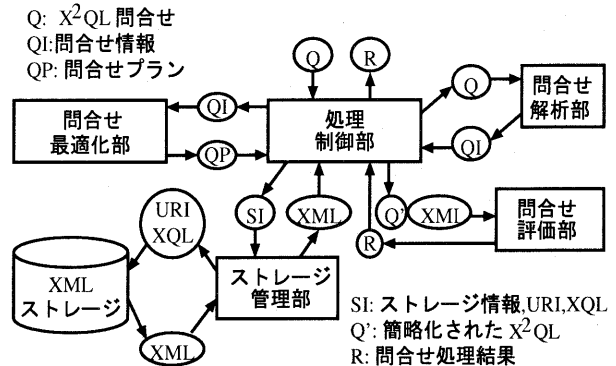 Q: X²QL 問合せ
QI:問合せ情報
QP: 問合せプラン
Q
R
Q
問合せ
解析部
QI
問合せ
最適化部
QI
QP
処理
制御部
SI
XML
Q'
XML
R
問合せ
評価部
URI
XQL
XML
ストレージ
XML
ストレージ
管理部
SI: ストレージ情報,URI,XQL
Q': 簡略化された X²QL
R: 問合せ処理結果